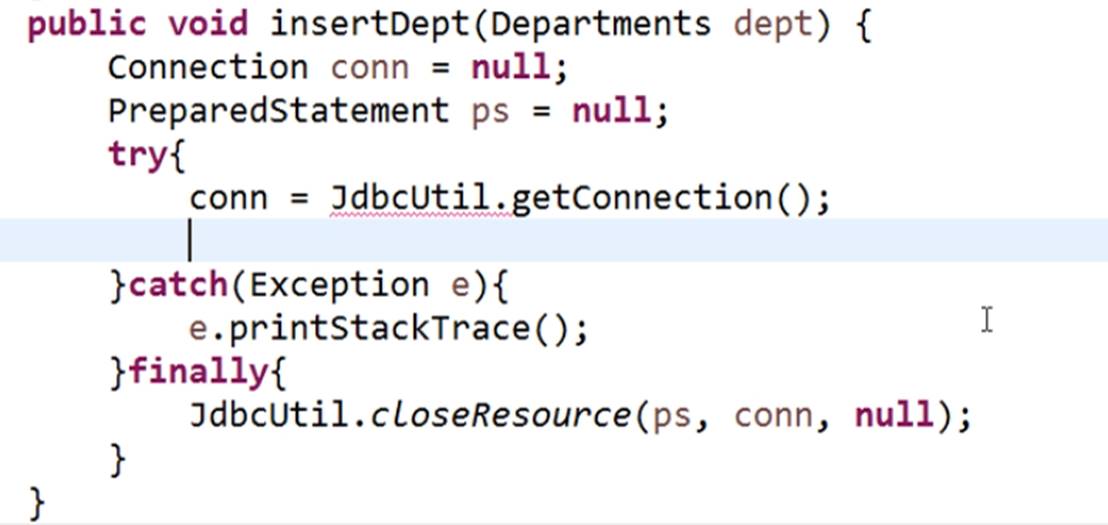 public void insertDept(Departments dept) {
Connection conn = null;
PreparedStatement ps = null;
try{
conn = JdbcUtil.getConnection();
}catch(Exception e){
e.printStackTrace();
}finally{
JdbcUtil.closeResource(ps, conn, null);
}
}